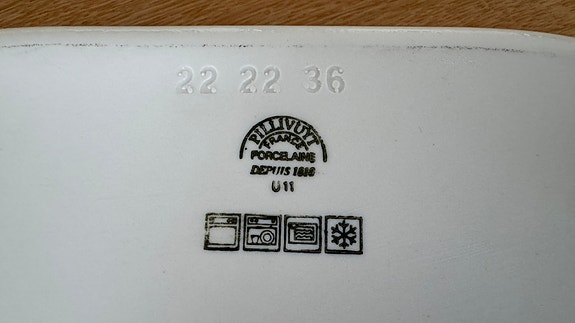 22 22 36
PILLIVUYT
FRANCE
PORCELAINE
DEPUIS 1818
U11